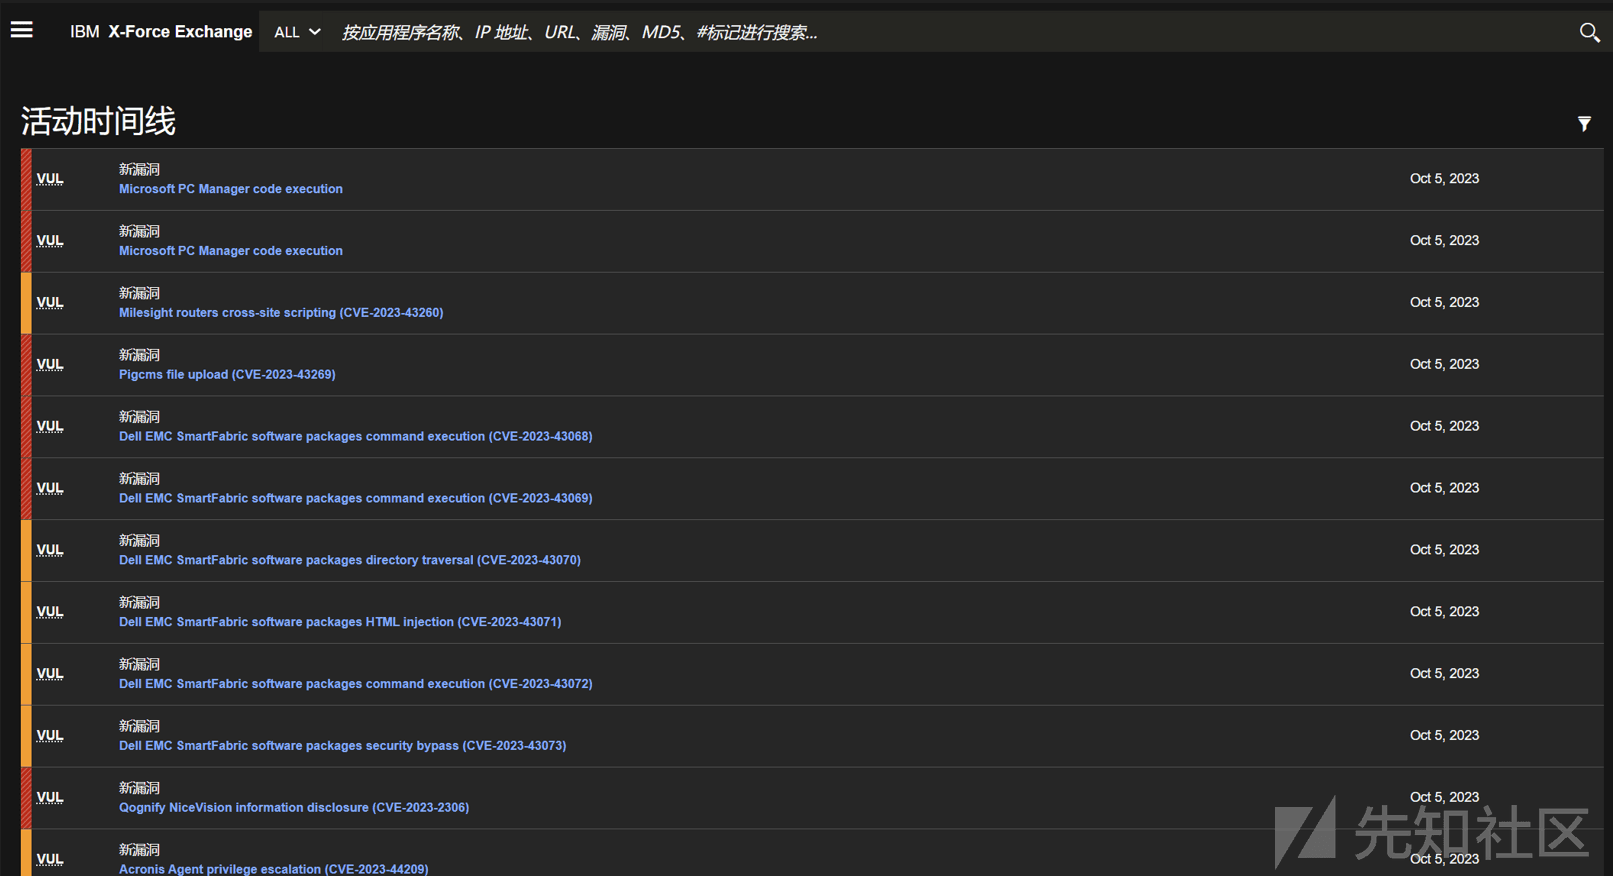 IBM X-Force Exchange ALL 按应用程序名称、IP 地址、URL、漏洞、MD5、#标记进行搜索...
活动时间线
新漏洞
VUL Oct 5, 2023
Microsoft PC Manager code execution
新漏洞
VUL Oct 5, 2023
Microsoft PC Manager code execution
新漏洞
VUL Oct 5, 2023
Milesight routers cross-site scripting (CVE-2023-43260)
新漏洞
VUL Oct 5, 2023
Pigcms file upload (CVE-2023-43269)
新漏洞
VUL Oct 5, 2023
Dell EMC SmartFabric software packages command execution (CVE-2023-43068)
新漏洞
VUL Oct 5, 2023
Dell EMC SmartFabric software packages command execution (CVE-2023-43069)
新漏洞
VUL Oct 5, 2023
Dell EMC SmartFabric software packages directory traversal (CVE-2023-43070)
新漏洞
VUL Oct 5, 2023
Dell EMC SmartFabric software packages HTML injection (CVE-2023-43071)
新漏洞
VUL Oct 5, 2023
Dell EMC SmartFabric software packages command execution (CVE-2023-43072)
新漏洞
VUL Oct 5, 2023
Dell EMC SmartFabric software packages security bypass (CVE-2023-43073)
新漏洞
VUL Oct 5, 2023
Qognify NiceVision information disclosure (CVE-2023-2306)
新漏洞
VUL Oct 5, 2023
Acronis Agent privilege escalation (CVE-2023-44209)
先知社区